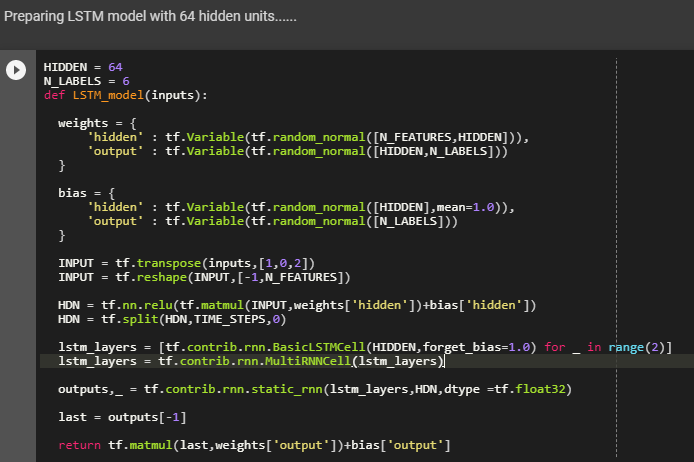 Preparing LSTM model with 64 hidden units......
HIDDEN = 64
N_LABELS = 6
def LSTM_model(inputs):
weights = {
'hidden' : tf.Variable(tf.random_normal([N_FEATURES,HIDDEN])),
'output' : tf.Variable(tf.random_normal([HIDDEN,N_LABELS]))
}
bias = {
'hidden' : tf.Variable(tf.random_normal([HIDDEN],mean=1.0)),
'output' : tf.Variable(tf.random_normal([N_LABELS]))
}
INPUT = tf.transpose(inputs,[1,0,2])
INPUT = tf.reshape(INPUT,[-1,N_FEATURES])
HDN = tf.nn.relu(tf.matmul(INPUT,weights['hidden'])+bias['hidden'])
HDN = tf.split(HDN,TIME_STEPS,0)
lstm_layers = [tf.contrib.rnn.BasicLSTMCell(HIDDEN,forget_bias=1.0) for _ in range(2)]
lstm_layers = tf.contrib.rnn.MultiRNNCell(lstm_layers)
outputs,_ = tf.contrib.rnn.static_rnn(lstm_layers,HDN,dtype =tf.float32)
last = outputs[-1]
return tf.matmul(last,weights['output'])+bias['output']